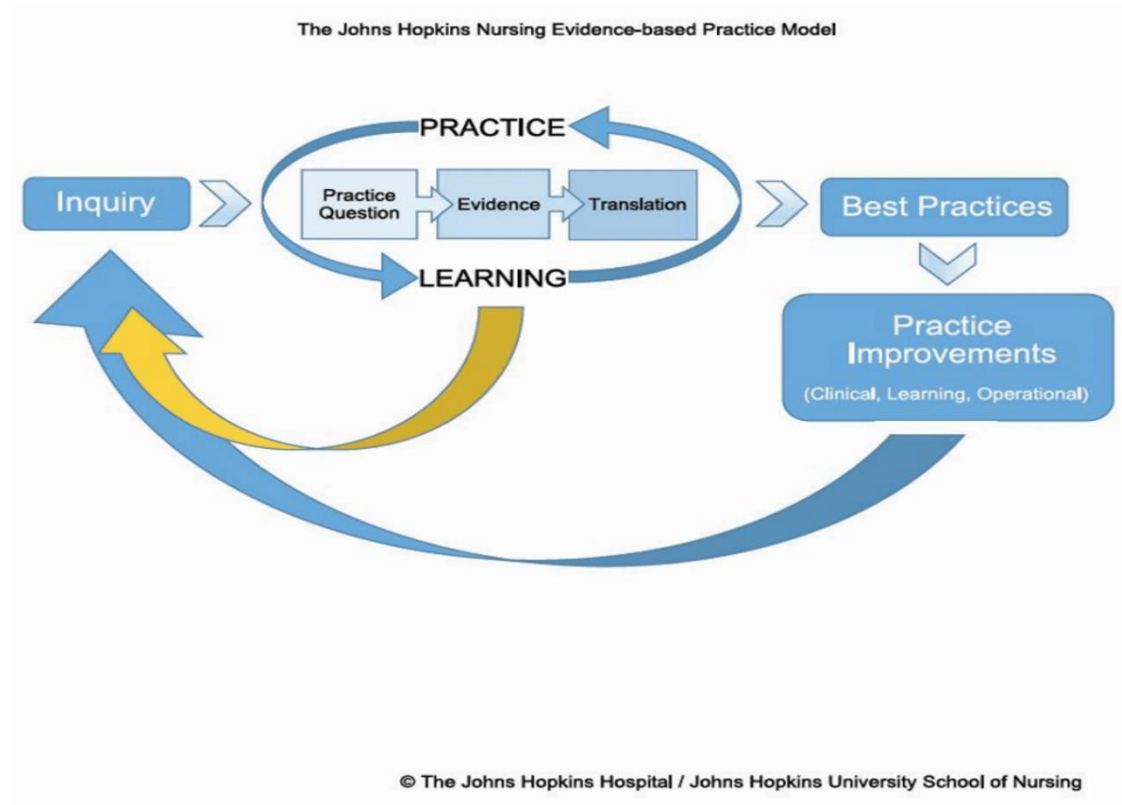 The Johns Hopkins Nursing Evidence-based Practice Model
PRACTICE
Inquiry
Practice
Question
Evidence
Translation
Best Practices
LEARNING
Practice
Improvements
(Clinical, Learning, Operational)
© The Johns Hopkins Hospital / Johns Hopkins University School of Nursing